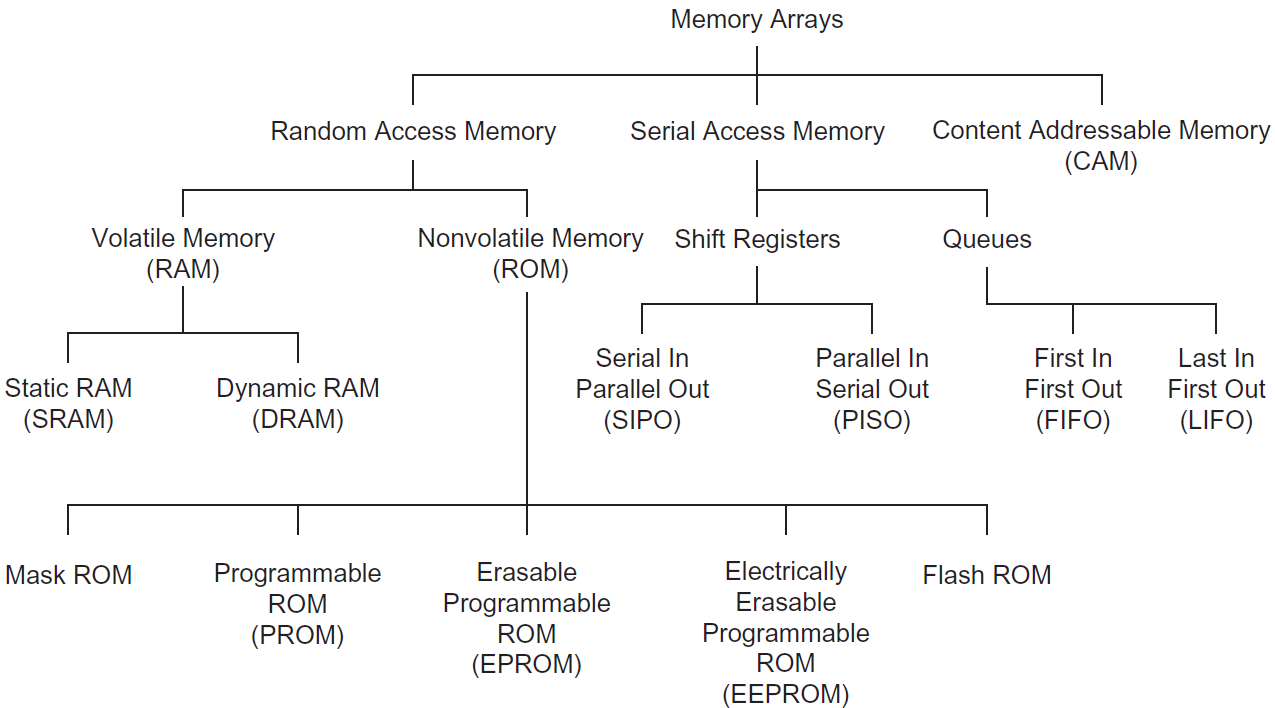 Memory Arrays
Random Access Memory
Serial Access Memory
Content Addressable Memory
(CAM)
Volatile Memory
(RAM)
Nonvolatile Memory
(ROM)
Shift Registers
Queues
Static RAM
(SRAM)
Dynamic RAM
(DRAM)
Serial In
Parallel Out
(SIPO)
Parallel In
Serial Out
(PISO)
First In
First Out
(FIFO)
Last In
First Out
(LIFO)
Mask ROM
Programmable
ROM
(PROM)
Erasable
Programmable
ROM
(EPROM)
Electrically
Erasable
Programmable
ROM
(EEPROM)
Flash ROM